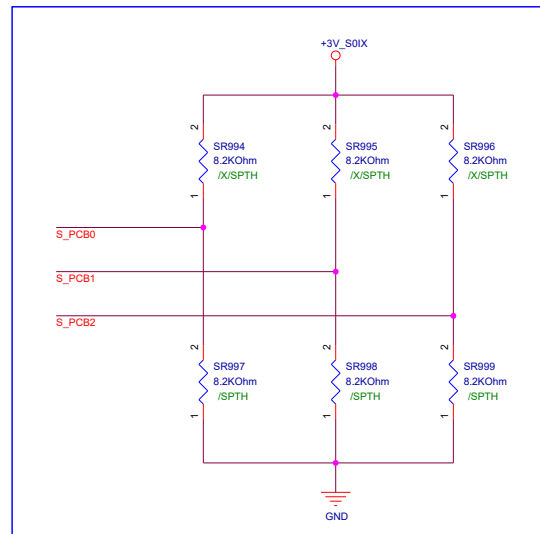 +3V_S0IX
2
SR994
8.2KOhm
/X/SPTH
1
2
SR995
8.2KOhm
/X/SPTH
1
2
SR996
8.2KOhm
/X/SPTH
1
S_PCB0
S_PCB1
S_PCB2
2
SR997
8.2KOhm
/SPTH
1
2
SR998
8.2KOhm
/SPTH
1
2
SR999
8.2KOhm
/SPTH
1
GND